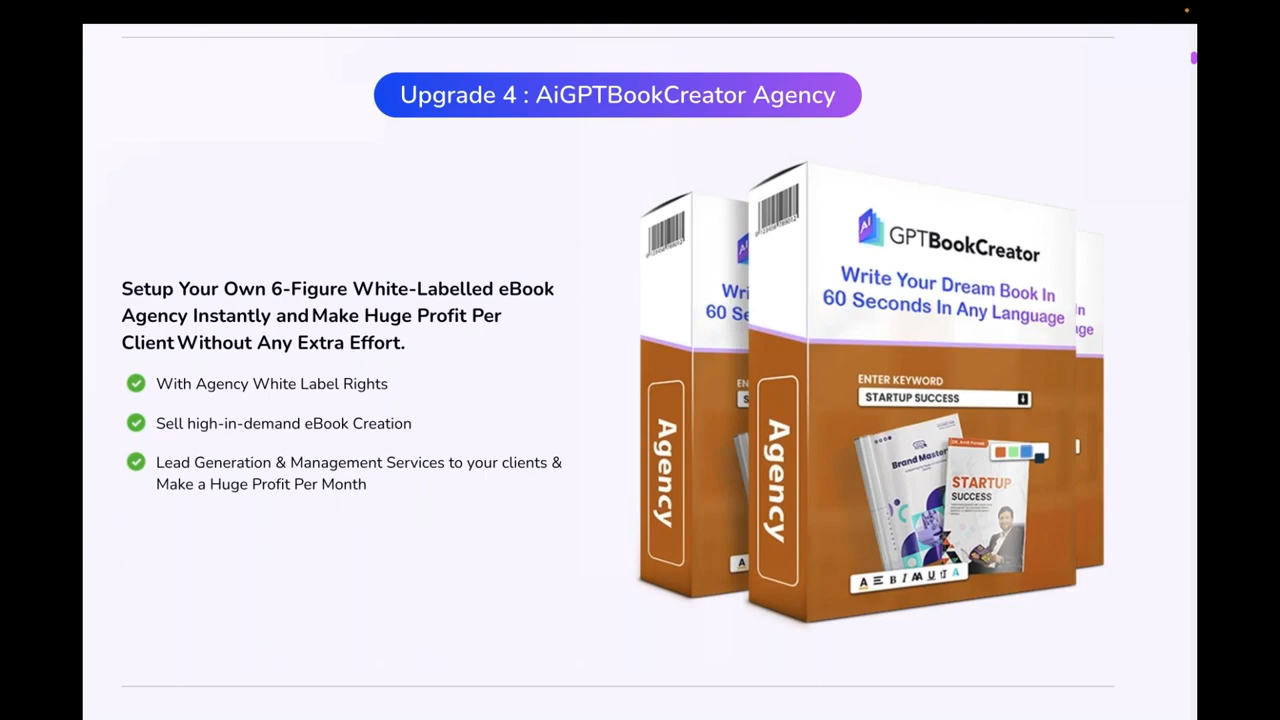 Upgrade 4 : AiGPTBookCreator Agency
Setup Your Own 6-Figure White-Labelled eBook
Agency Instantly and Make Huge Profit Per
Client Without Any Extra Effort.
With Agency White Label Rights
Sell high-in-demand eBook Creation
Lead Generation & Management Services to your clients &
Make a Huge Profit Per Month
AI
GPTBookCreator
Write Your Dream Book In
60 Seconds In Any Language
ENTER KEYWORD
STARTUP SUCCESS
Brand Master
STARTUP
SUCCESS
Agency
Agency